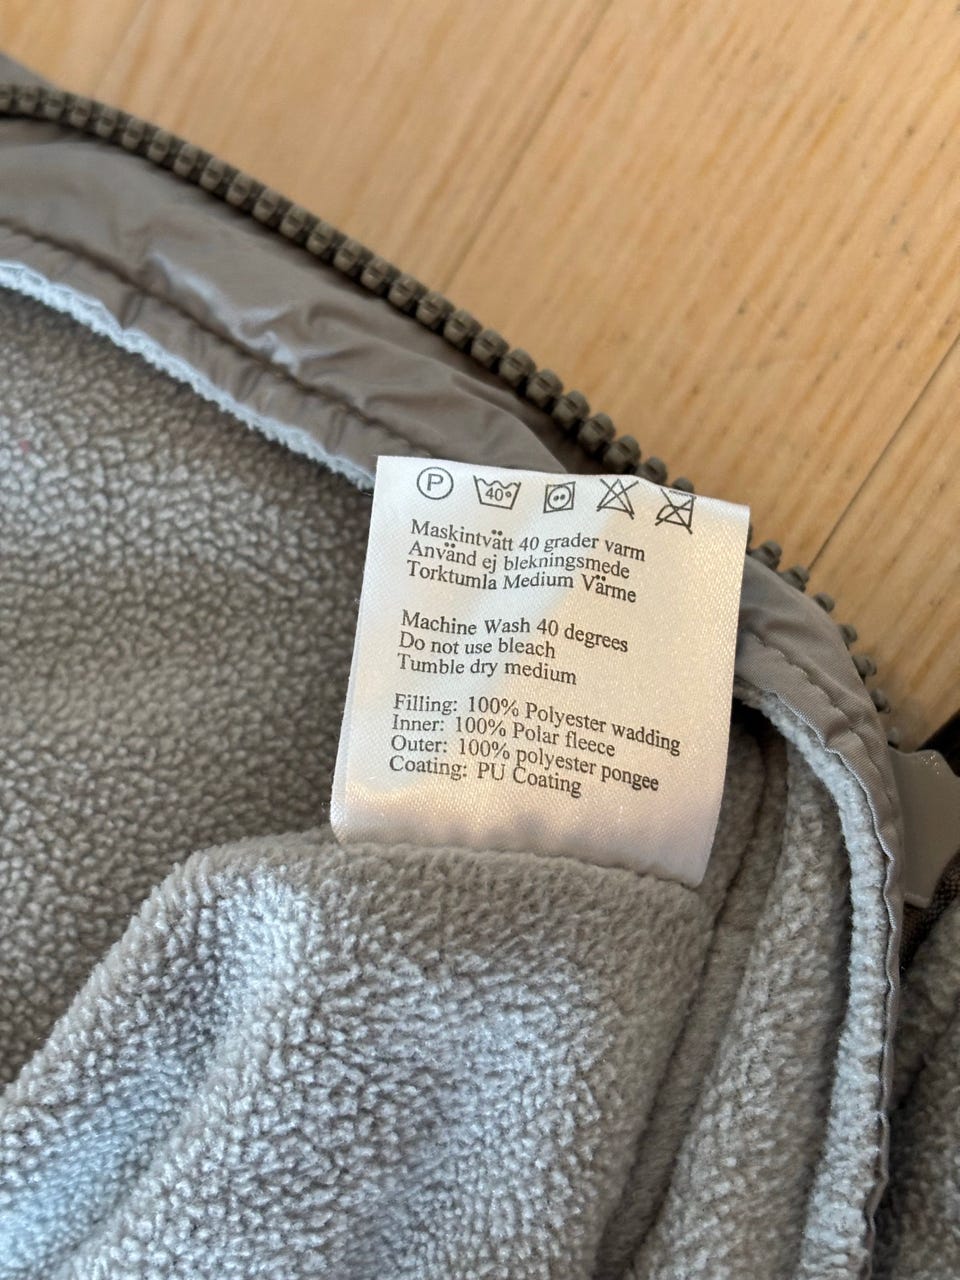 P 40°
Maskintvätt 40 grader varm
Använd ej blekningsmede
Torktumla Medium Värme
Machine Wash 40 degrees
Do not use bleach
Tumble dry medium
Filling: 100% Polyester wadding
Inner: 100% Polar fleece
Outer: 100% polyester pongee
Coating: PU Coating